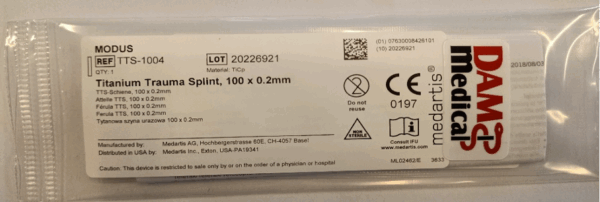 MODUS
REF TTS-1004
QTY: 1
LOT 20226921
Material: TiCp
(01) 07630008426101
(10) 20226921
Titanium Trauma Splint, 100 x 0.2mm
TTS-Schiene, 100 x 0.2mm
Attelle TTS, 100 x 0.2mm
Férula TTS, 100 x 0.2mm
Ferula TTS, 100 x 0.2mm
Tytanowa szyna urazowa 100 x 0.2mm
Do not
reuse
CE
0197
NON
STERILE
Consult IFU
www.medartis.com
Manufactured by: Medartis AG, Hochbergerstrasse 60E, CH-4057 Basel
Distributed in USA by: Medartis Inc., Exton, USA-PA19341
Caution: This device is restricted to sale only by or on the order of a physician or hospital
ML02462/E
medartis®
DAMS
medical